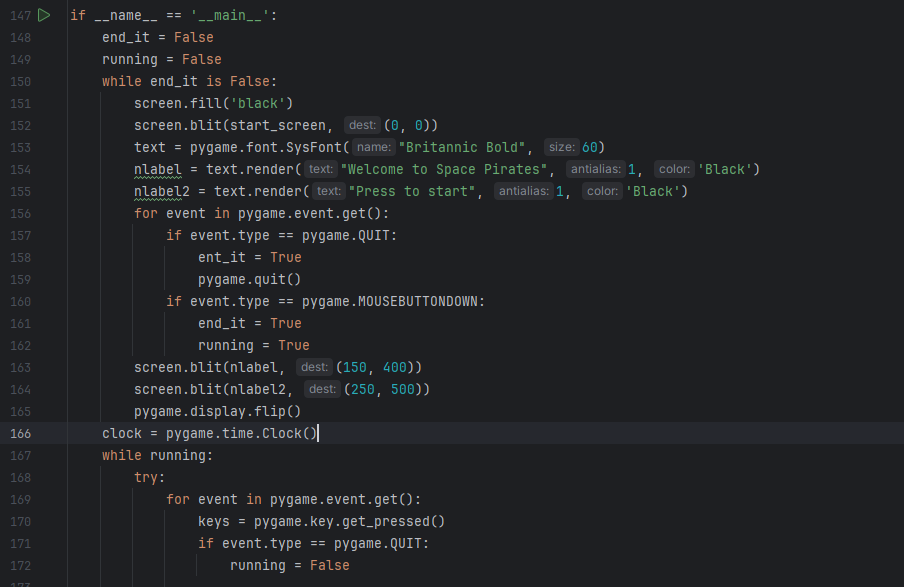 147 if __name__ == '__main__':
148 end_it = False
149 running = False
150 while end_it is False:
151 screen.fill('black')
152 screen.blit(start_screen, dest: (0, 0))
153 text = pygame.font.SysFont( name: "Britannic Bold", size: 60)
154 nlabel = text.render( text: "Welcome to Space Pirates", antialias: 1, color: 'Black')
155 nlabel2 = text.render( text: "Press to start", antialias: 1, color: 'Black')
156 for event in pygame.event.get():
157 if event.type == pygame.QUIT:
158 ent_it = True
159 pygame.quit()
160 if event.type == pygame.MOUSEBUTTONDOWN:
161 end_it = True
162 running = True
163 screen.blit(nlabel, dest: (150, 400))
164 screen.blit(nlabel2, dest: (250, 500))
165 pygame.display.flip()
166 clock = pygame.time.Clock()
167 while running:
168 try:
169 for event in pygame.event.get():
170 keys = pygame.key.get_pressed()
171 if event.type == pygame.QUIT:
172 running = False